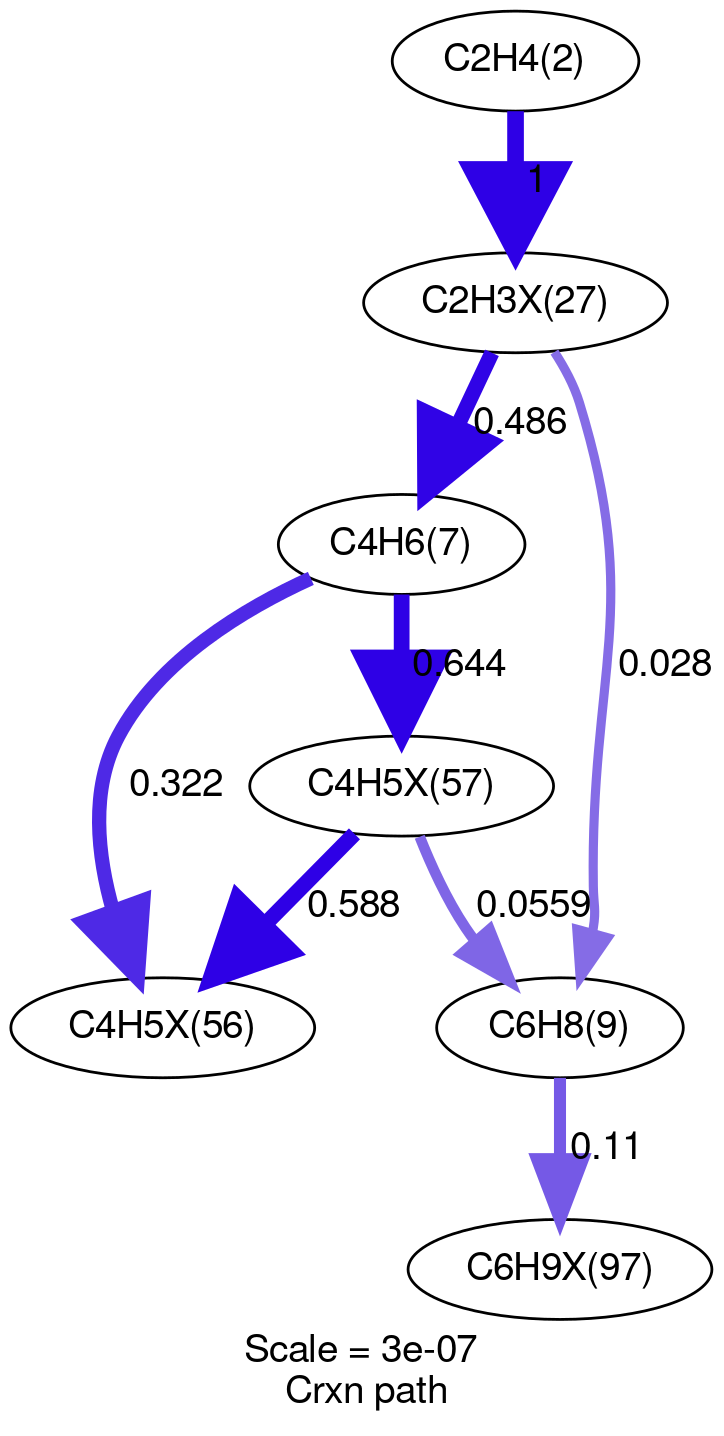 C2H4(2)
1
C2H3X(27)
0.486
C4H6(7)
0.028
0.644
0.322
C4H5X(57)
0.588
0.0559
C4H5X(56)
C6H8(9)
0.11
C6H9X(97)
Scale = 3e-07
Crxn path